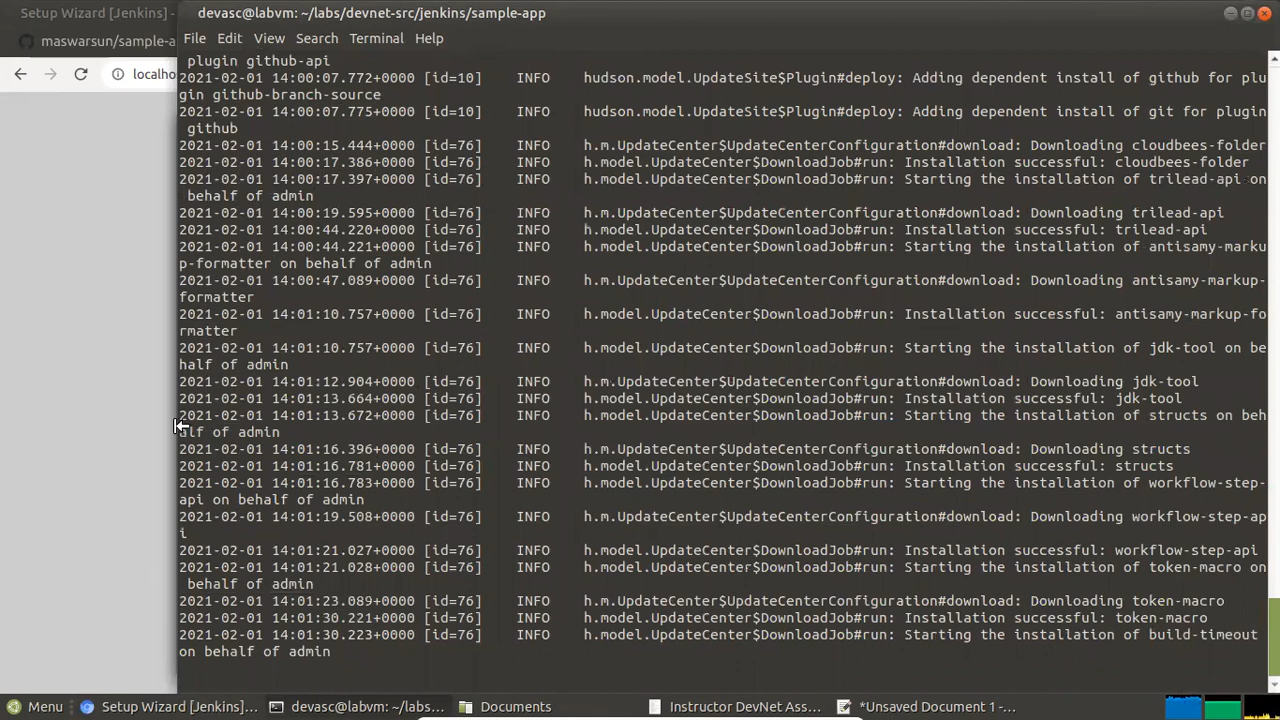 Setup Wizard [Jenkins]
devasc@labvm: ~/labs/devnet-src/jenkins/sample-app
maswarsun/sample-a
File Edit View Search Terminal Help
localho
plugin github-api
2021-02-01 14:00:07.772+0000 [id=10] INFO hudson.model.UpdateSite$Plugin#deploy: Adding dependent install of github for plu
gin github-branch-source
2021-02-01 14:00:07.775+0000 [id=10] INFO hudson.model.UpdateSite$Plugin#deploy: Adding dependent install of git for plugin
github
2021-02-01 14:00:15.444+0000 [id=76] INFO h.m.UpdateCenter$UpdateCenterConfiguration#download: Downloading cloudbees-folder
2021-02-01 14:00:17.386+0000 [id=76] INFO h.model.UpdateCenter$DownloadJob#run: Installation successful: cloudbees-folder
2021-02-01 14:00:17.397+0000 [id=76] INFO h.model.UpdateCenter$DownloadJob#run: Starting the installation of trilead-api on
behalf of admin
2021-02-01 14:00:19.595+0000 [id=76] INFO h.m.UpdateCenter$UpdateCenterConfiguration#download: Downloading trilead-api
2021-02-01 14:00:44.220+0000 [id=76] INFO h.model.UpdateCenter$DownloadJob#run: Installation successful: trilead-api
2021-02-01 14:00:44.221+0000 [id=76] INFO h.model.UpdateCenter$DownloadJob#run: Starting the installation of antisamy-marku
p-formatter on behalf of admin
2021-02-01 14:00:47.089+0000 [id=76] INFO h.m.UpdateCenter$UpdateCenterConfiguration#download: Downloading antisamy-markup-
formatter
2021-02-01 14:01:10.757+0000 [id=76] INFO h.model.UpdateCenter$DownloadJob#run: Installation successful: antisamy-markup-fo
rmatter
2021-02-01 14:01:10.757+0000 [id=76] INFO h.model.UpdateCenter$DownloadJob#run: Starting the installation of jdk-tool on be
half of admin
2021-02-01 14:01:12.904+0000 [id=76] INFO h.m.UpdateCenter$UpdateCenterConfiguration#download: Downloading jdk-tool
2021-02-01 14:01:13.664+0000 [id=76] INFO h.model.UpdateCenter$DownloadJob#run: Installation successful: jdk-tool
2021-02-01 14:01:13.672+0000 [id=76] INFO h.model.UpdateCenter$DownloadJob#run: Starting the installation of structs on beh
alf of admin
2021-02-01 14:01:16.396+0000 [id=76] INFO h.m.UpdateCenter$UpdateCenterConfiguration#download: Downloading structs
2021-02-01 14:01:16.781+0000 [id=76] INFO h.model.UpdateCenter$DownloadJob#run: Installation successful: structs
2021-02-01 14:01:16.783+0000 [id=76] INFO h.model.UpdateCenter$DownloadJob#run: Starting the installation of workflow-step-
api on behalf of admin
2021-02-01 14:01:19.508+0000 [id=76] INFO h.m.UpdateCenter$UpdateCenterConfiguration#download: Downloading workflow-step-ap
i
2021-02-01 14:01:21.027+0000 [id=76] INFO h.model.UpdateCenter$DownloadJob#run: Installation successful: workflow-step-api
2021-02-01 14:01:21.028+0000 [id=76] INFO h.model.UpdateCenter$DownloadJob#run: Starting the installation of token-macro on
behalf of admin
2021-02-01 14:01:23.089+0000 [id=76] INFO h.m.UpdateCenter$UpdateCenterConfiguration#download: Downloading token-macro
2021-02-01 14:01:30.221+0000 [id=76] INFO h.model.UpdateCenter$DownloadJob#run: Installation successful: token-macro
2021-02-01 14:01:30.223+0000 [id=76] INFO h.model.UpdateCenter$DownloadJob#run: Starting the installation of build-timeout
on behalf of admin
Menu Setup Wizard [Jenkins]... devasc@labvm: ~/labs... Documents Instructor DevNet Ass... *Unsaved Document 1 -...